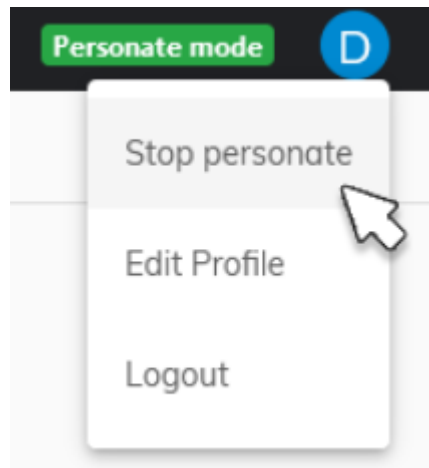 Personate mode
D
Stop personate
Edit Profile
Logout